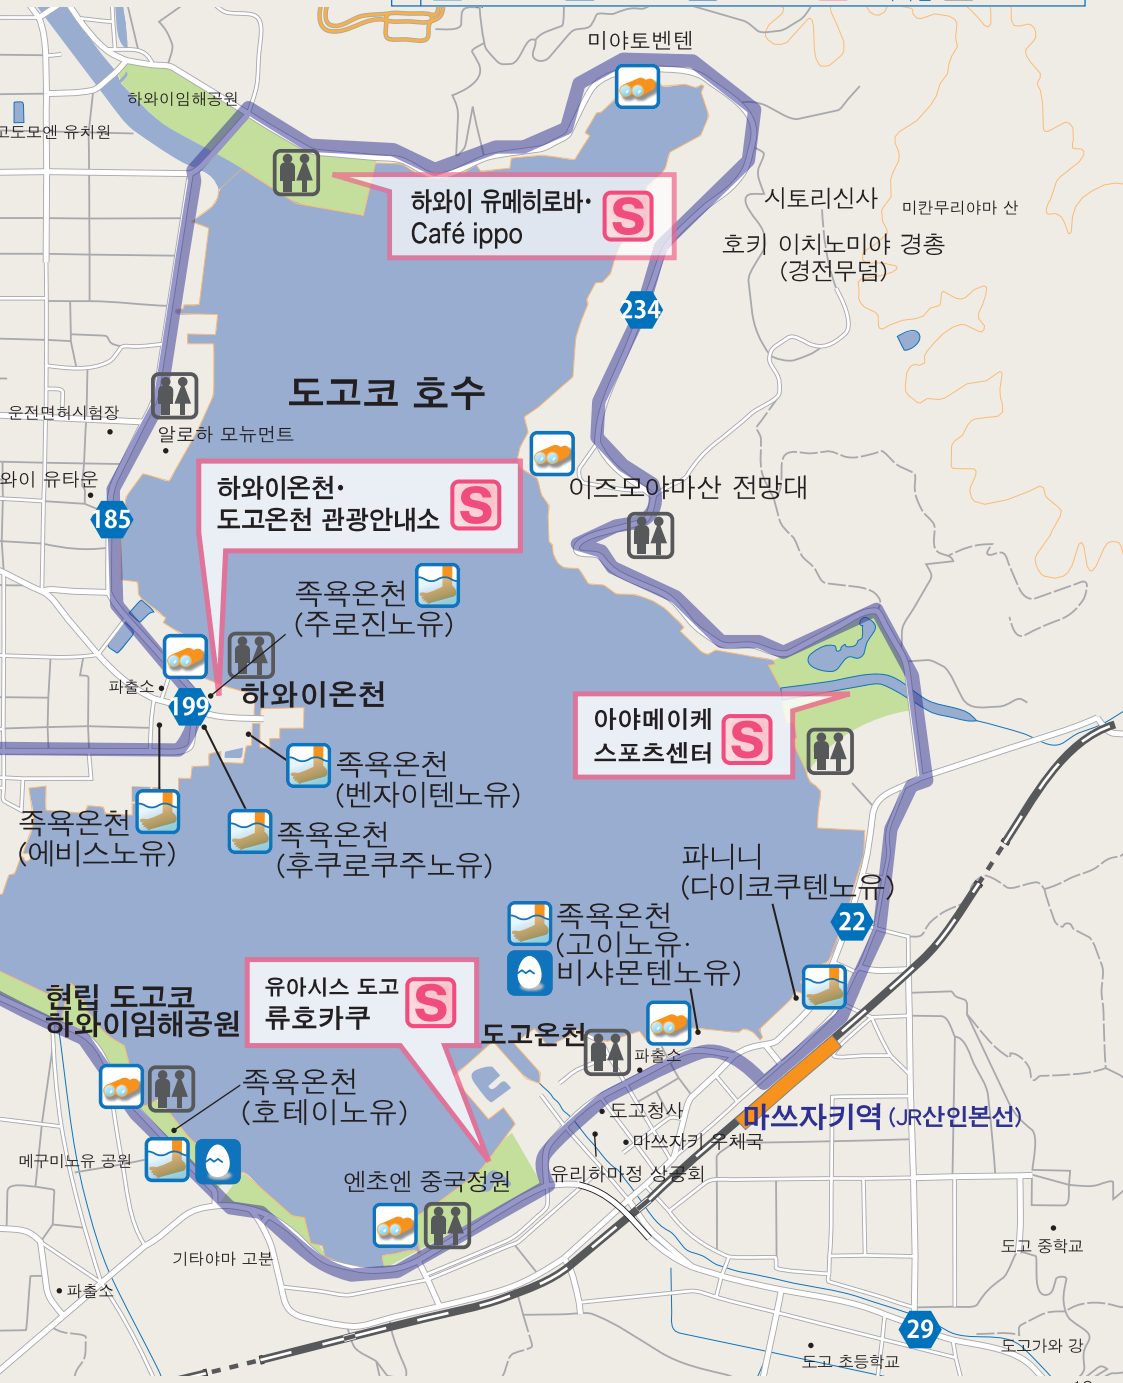 미야토벤텐
하와이임해공원
고도모엔 유치원
하와이 유메히로바·
Café ippo
S
시토리신사
미칸무리야마 산
호키 이치노미야 경총
(경전무덤)
234
도고코 호수
운전면허시험장
알로하 모뉴먼트
와이 유타운
185
하와이온천·
도고온천 관광안내소
S
이즈모야마산 전망대
족욕온천
(주로진노유)
파출소
199
하와이온천
아야메이케
스포츠센터
S
족욕온천
(벤자이텐노유)
족욕온천
(에비스노유)
족욕온천
(후쿠로쿠주노유)
파니니
(다이코쿠텐노유)
22
족욕온천
(고이노유·
비샤몬텐노유)
현립 도고코
하와이임해공원
유아시스 도고
류호카쿠
S
도고온천
파출소
족욕온천
(호테이노유)
도고청사
마쓰자키역 (JR산인본선)
마쓰자키 우체국
메구미노유 공원
유리하마정 상공회
엔초엔 중국정원
기타야마 고분
도고 중학교
파출소
29
도고가와 강
도고 초등학교